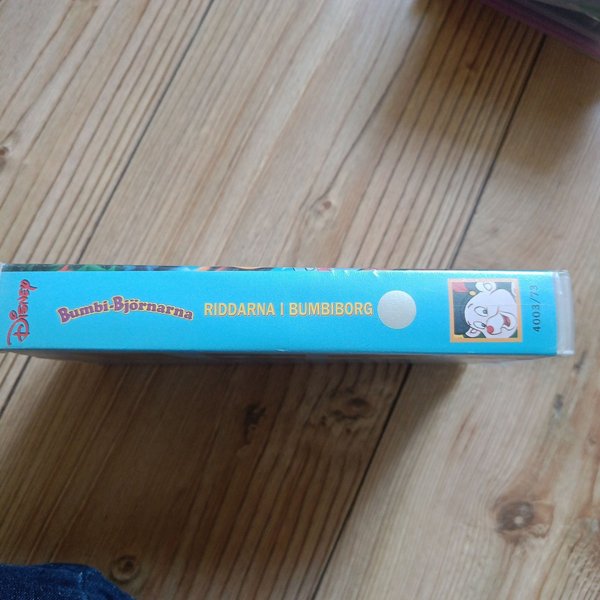 DISNEY
Bumbi-Björnarna
RIDDARNA I BUMBIBORG
4003/73